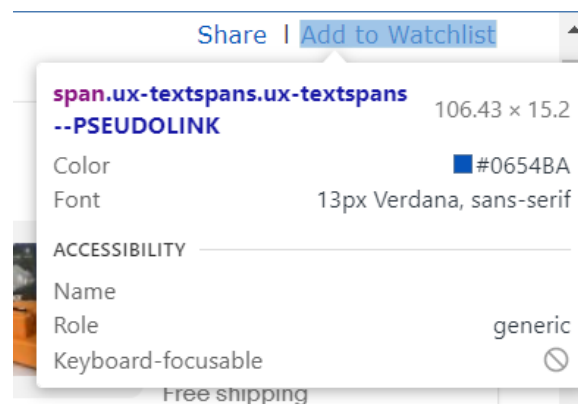 Share | Add to Watchlist
span.ux-textspans.ux-textspans
--PSEUDOLINK
106.43 × 15.2
Color #0654BA
Font 13px Verdana, sans-serif
ACCESSIBILITY
Name
Role generic
Keyboard-focusable
Free shipping